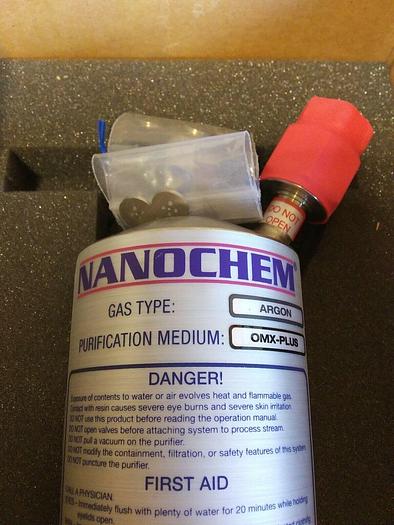 DO NOT
OPEN
NANOCHEM®
GAS TYPE: ARGON
PURIFICATION MEDIUM: OMX-PLUS
DANGER!
Exposure of contents to water or air evolves heat and flammable gas.
Contact with resin causes severe eye burns and severe skin irritation
DO NOT use this product before reading the operation manual.
DO NOT open valves before attaching system to process stream.
DO NOT pull a vacuum on the purifier.
DO NOT modify the containment, filtration, or safety features of this system.
DO NOT puncture the purifier.
FIRST AID
CALL A PHYSICIAN.
EYES - Immediately flush with plenty of water for 20 minutes while holding
eyelids open.